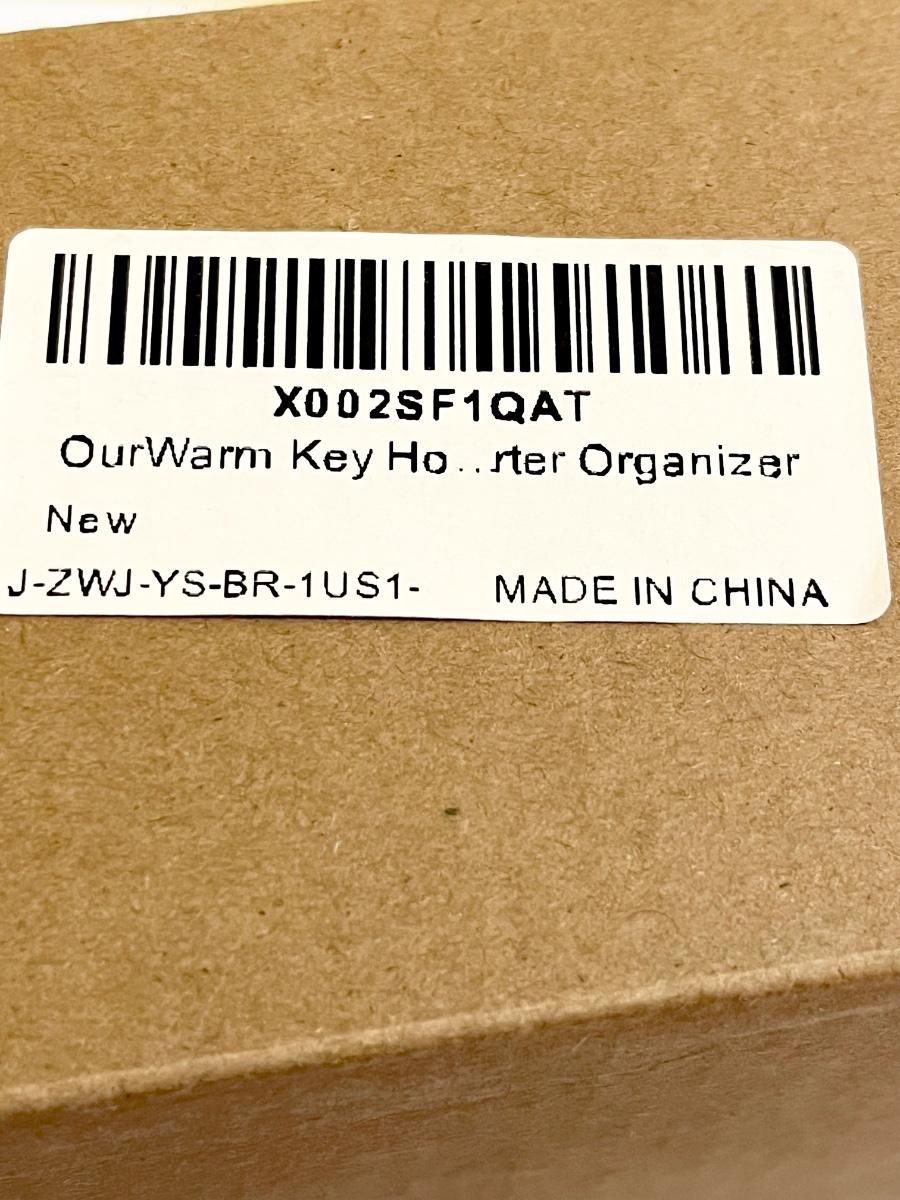 X002SF1QAT
OurWarm Key Ho...rter Organizer
New
J-ZWJ-YS-BR-1US1-
MADE IN CHINA